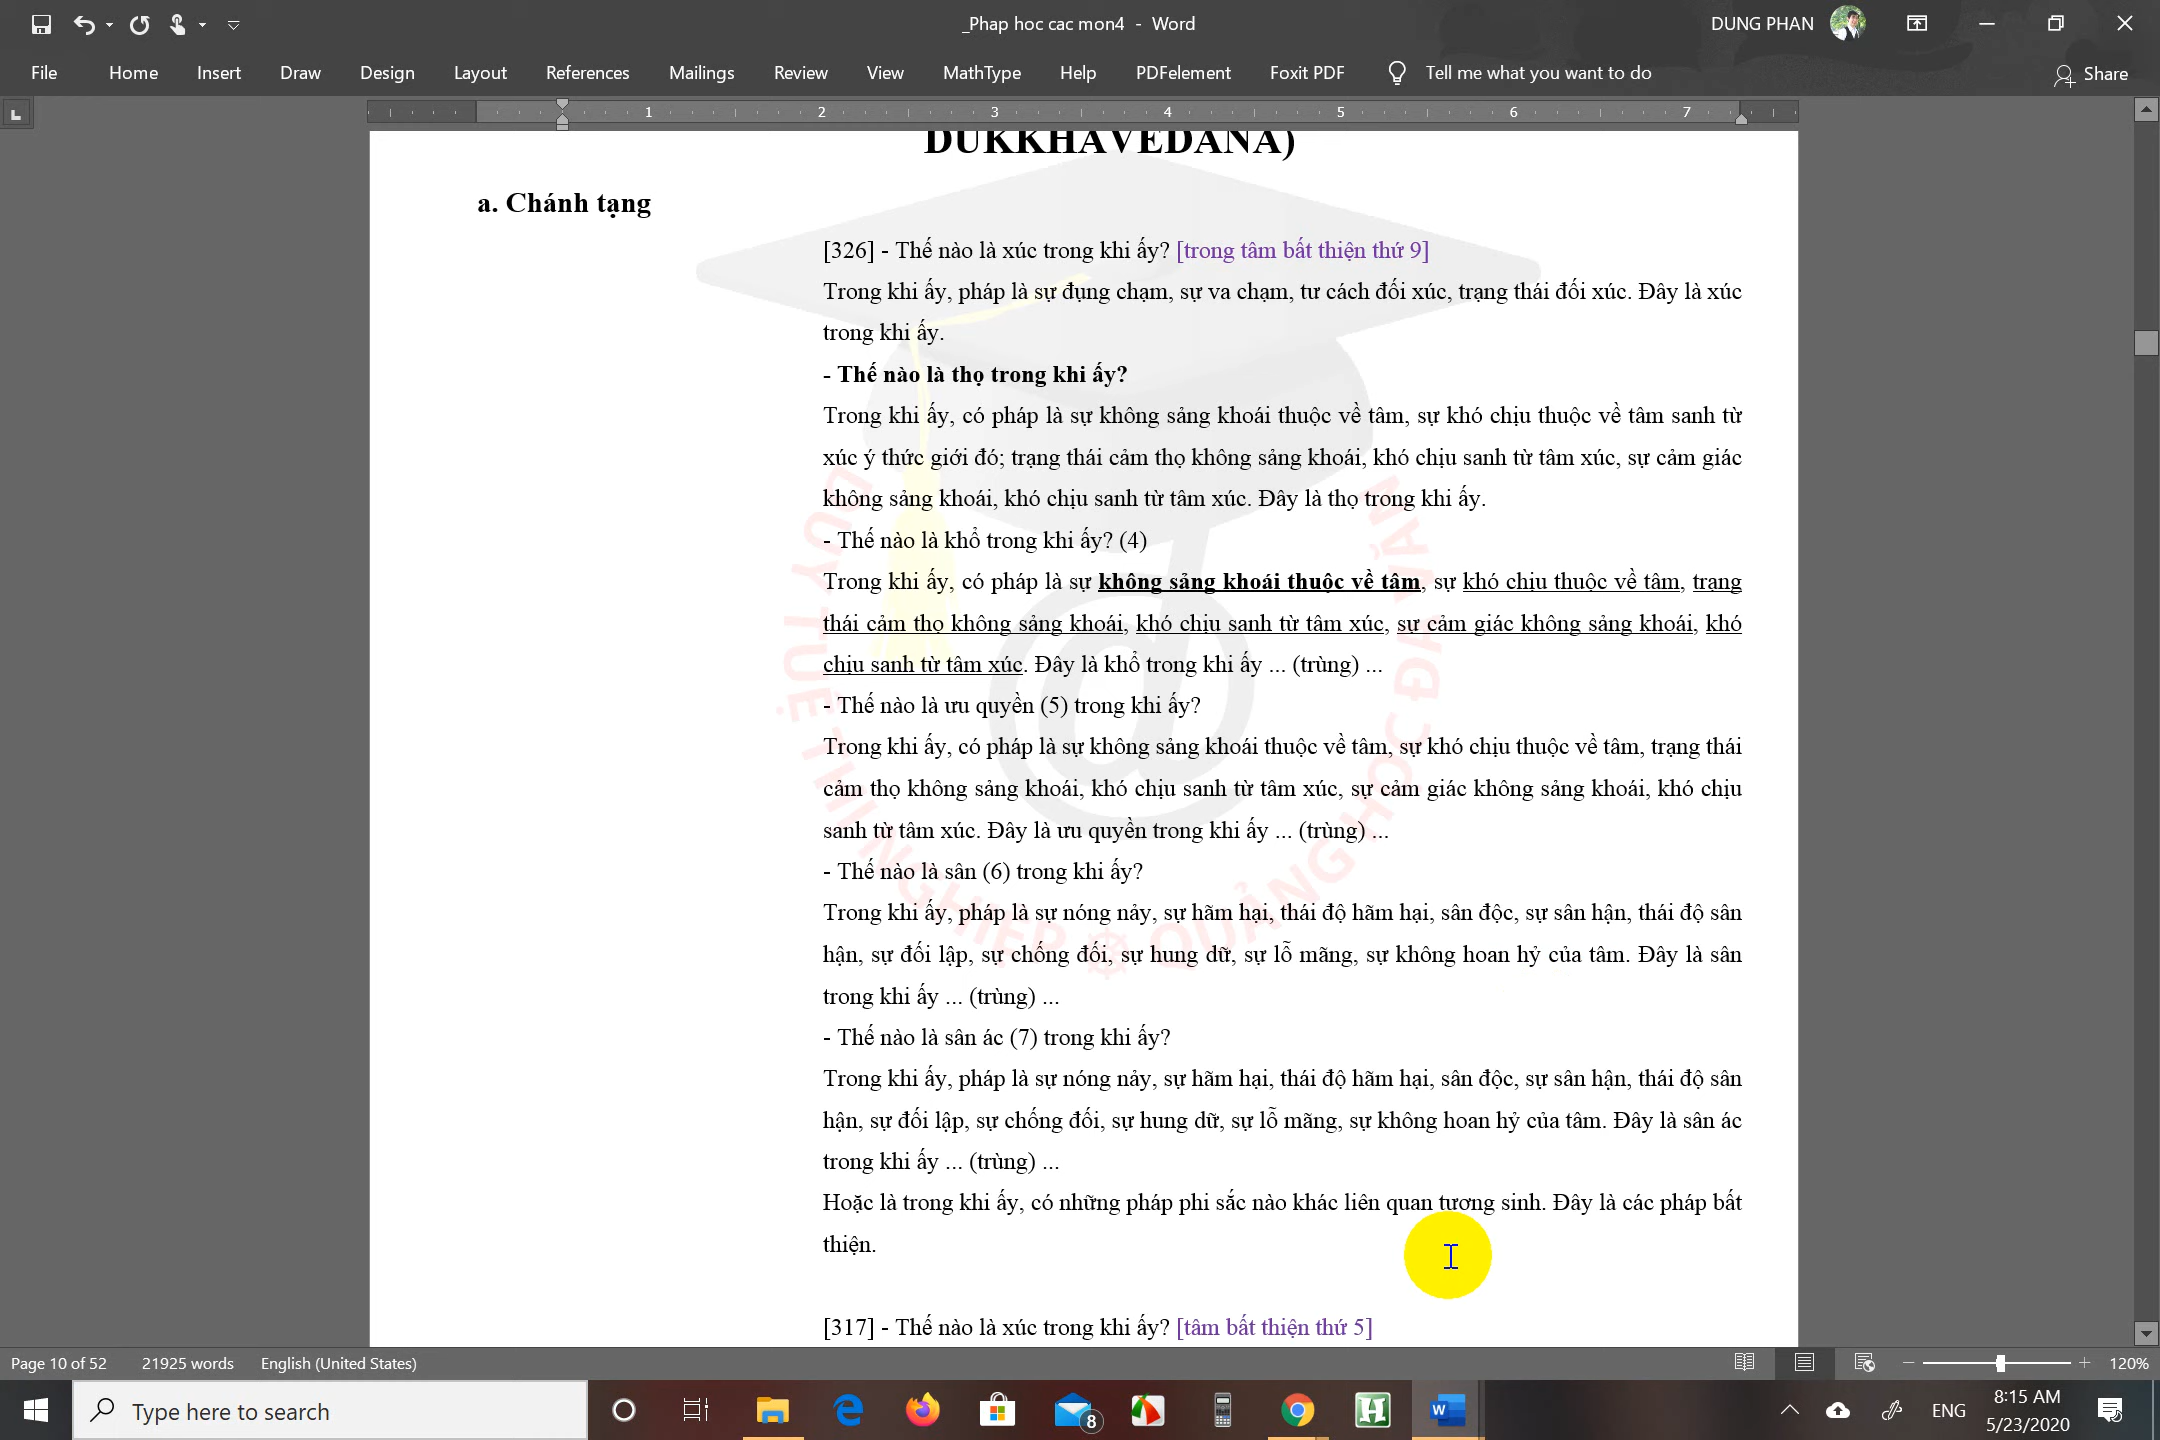 _Phap hoc cac mon4 - Word
DUNG PHAN
File Home Insert Draw Design Layout References Mailings Review View MathType Help PDFelement Foxit PDF Tell me what you want to do Share
1 2 3 4 5 6 7
DUKKHAVEDANA)
a. Chánh tạng
[326] - Thế nào là xúc trong khi ấy? [trong tâm bất thiện thứ 9]
Trong khi ấy, pháp là sự đụng chạm, sự va chạm, tư cách đối xúc, trạng thái đối xúc. Đây là xúc
trong khi ấy.
- Thế nào là thọ trong khi ấy?
Trong khi ấy, có pháp là sự không sảng khoái thuộc về tâm, sự khó chịu thuộc về tâm sanh từ
xúc ý thức giới đó; trạng thái cảm thọ không sảng khoái, khó chịu sanh từ tâm xúc, sự cảm giác
không sảng khoái, khó chịu sanh từ tâm xúc. Đây là thọ trong khi ấy.
- Thế nào là khổ trong khi ấy? (4)
Trong khi ấy, có pháp là sự không sảng khoái thuộc về tâm, sự khó chịu thuộc về tâm, trạng
thái cảm thọ không sảng khoái, khó chịu sanh từ tâm xúc, sự cảm giác không sảng khoái, khó
chịu sanh từ tâm xúc. Đây là khổ trong khi ấy ... (trùng) ...
- Thế nào là ưu quyền (5) trong khi ấy?
Trong khi ấy, có pháp là sự không sảng khoái thuộc về tâm, sự khó chịu thuộc về tâm, trạng thái
cảm thọ không sảng khoái, khó chịu sanh từ tâm xúc, sự cảm giác không sảng khoái, khó chịu
sanh từ tâm xúc. Đây là ưu quyền trong khi ấy ... (trùng) ...
- Thế nào là sân (6) trong khi ấy?
Trong khi ấy, pháp là sự nóng nảy, sự hãm hại, thái độ hãm hại, sân độc, sự sân hận, thái độ sân
hận, sự đối lập, sự chống đối, sự hung dữ, sự lỗ mãng, sự không hoan hỷ của tâm. Đây là sân
trong khi ấy ... (trùng) ...
- Thế nào là sân ác (7) trong khi ấy?
Trong khi ấy, pháp là sự nóng nảy, sự hãm hại, thái độ hãm hại, sân độc, sự sân hận, thái độ sân
hận, sự đối lập, sự chống đối, sự hung dữ, sự lỗ mãng, sự không hoan hỷ của tâm. Đây là sân ác
trong khi ấy ... (trùng) ...
Hoặc là trong khi ấy, có những pháp phi sắc nào khác liên quan tương sinh. Đây là các pháp bất
thiện.
[317] - Thế nào là xúc trong khi ấy? [tâm bất thiện thứ 5]
Page 10 of 52 21925 words English (United States) 120%
Type here to search
8
ENG
8:15 AM
5/23/2020